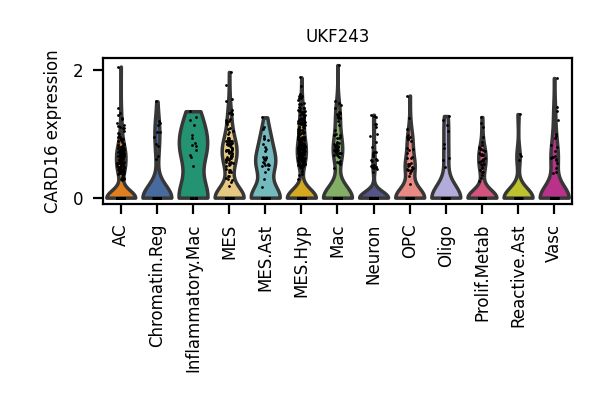 UKF243
CARD16 expression
2
0
AC
Chromatin.Reg
Inflammatory.Mac
MES
MES.Ast
MES.Hyp
Mac
Neuron
OPC
Oligo
Prolif.Metab
Reactive.Ast
Vasc